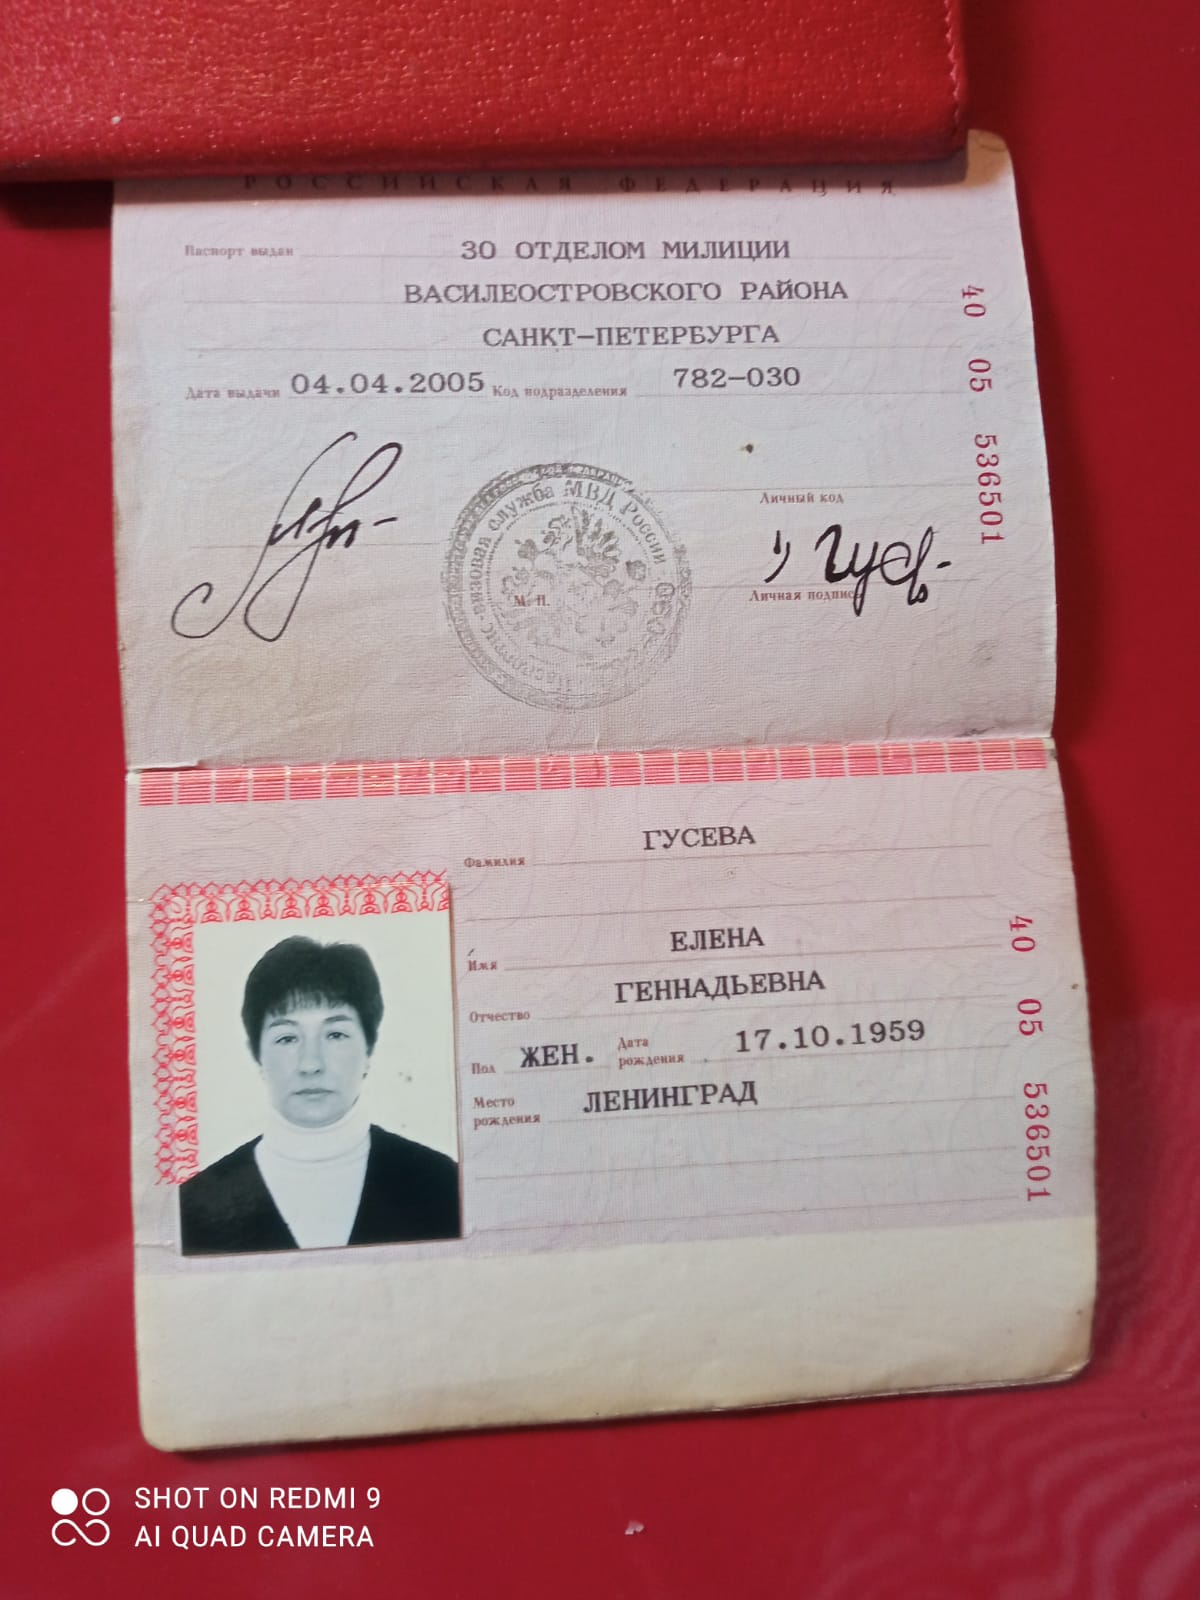 РОССИЙСКАЯ ФЕДЕРАЦИЯ
Паспорт выдан 30 ОТДЕЛОМ МИЛИЦИИ
ВАСИЛЕОСТРОВСКОГО РАЙОНА
САНКТ-ПЕТЕРБУРГА
Дата выдачи 04.04.2005 Код подразделения 782-030
40 05 536501
Личный код
Паспортно-визовая служба МВД России
М. П.
Личная подпись
Фамилия ГУСЕВА
Имя ЕЛЕНА
Отчество ГЕННАДЬЕВНА
Пол ЖЕН. Дата рождения 17.10.1959
Место рождения ЛЕНИНГРАД
40 05 536501
SHOT ON REDMI 9
AI QUAD CAMERA